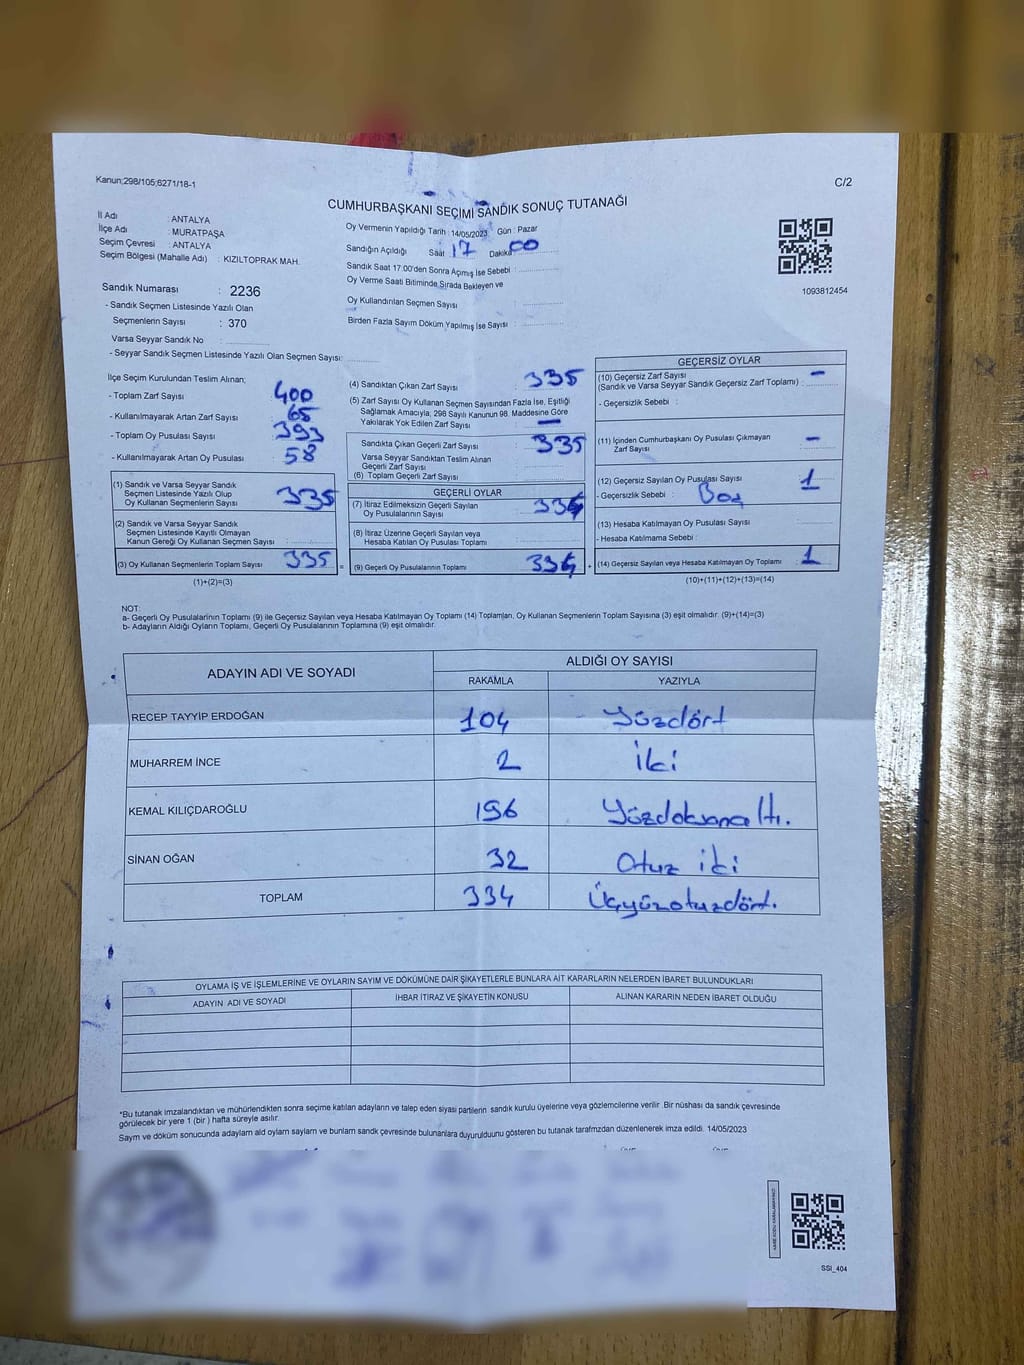 Kanun;298/105;6271/18-1
C/2
CUMHURBAŞKANI SEÇİMİ SANDIK SONUÇ TUTANAĞI
İl Adı : ANTALYA
İlçe Adı : MURATPAŞA
Seçim Çevresi : ANTALYA
Seçim Bölgesi (Mahalle Adı) : KIZILTOPRAK MAH.
Sandık Numarası : 2236
- Sandık Seçmen Listesinde Yazılı Olan
Seçmenlerin Sayısı : 370
Varsa Seyyar Sandık No :
- Seyyar Sandık Seçmen Listesinde Yazılı Olan Seçmen Sayısı:
Oy Vermenin Yapıldığı Tarih : 14/05/2023 Gün : Pazar
Sandığın Açıldığı Saat 17 Dakika 00
Sandık Saat 17:00'den Sonra Açımış İse Sebebi :
Oy Verme Saati Bitiminde Sırada Bekleyen ve
Oy Kullandırılan Seçmen Sayısı :
Birden Fazla Sayım Döküm Yapılmış İse Sayısı :
1093812454
İlçe Seçim Kurulundan Teslim Alınan;
- Toplam Zarf Sayısı : 400
- Kullanılmayarak Artan Zarf Sayısı : 65
- Toplam Oy Pusulası Sayısı : 393
- Kullanılmayarak Artan Oy Pusulası : 58
(1) Sandık ve Varsa Seyyar Sandık
Seçmen Listesinde Yazılı Olup
Oy Kullanan Seçmenlerin Sayısı : 335
(2) Sandık ve Varsa Seyyar Sandık
Seçmen Listesinde Kayıtlı Olmayan
Kanun Gereği Oy Kullanan Seçmen Sayısı :
(3) Oy Kullanan Seçmenlerin Toplam Sayısı : 335
(1)+(2)=(3)
(4) Sandıktan Çıkan Zarf Sayısı : 335
(5) Zarf Sayısı Oy Kullanan Seçmen Sayısından Fazla İse, Eşitliği
Sağlamak Amacıyla, 298 Sayılı Kanunun 98. Maddesine Göre
Yakılarak Yok Edilen Zarf Sayısı : —
Sandıkta Çıkan Geçerli Zarf Sayısı : 335
Varsa Seyyar Sandıktan Teslim Alınan
Geçerli Zarf Sayısı :
(6) Toplam Geçerli Zarf Sayısı :
GEÇERLİ OYLAR
(7) İtiraz Edilmeksizin Geçerli Sayılan
Oy Pusulalarının Sayısı : 334
(8) İtiraz Üzerine Geçerli Sayılan veya
Hesaba Katılan Oy Pusulası Toplamı :
= (9) Geçerli Oy Pusulalarının Toplamı : 334 +
GEÇERSİZ OYLAR
(10) Geçersiz Zarf Sayısı
(Sandık ve Varsa Seyyar Sandık Geçersiz Zarf Toplamı) : —
- Geçersizlik Sebebi :
(11) İçinden Cumhurbaşkanı Oy Pusulası Çıkmayan
Zarf Sayısı : —
(12) Geçersiz Sayılan Oy Pusulası Sayısı : 1
- Geçersizlik Sebebi : Boş
(13) Hesaba Katılmayan Oy Pusulası Sayısı :
- Hesaba Katılmama Sebebi :
(14) Geçersiz Sayılan veya Hesaba Katılmayan Oy Toplamı : 1
(10)+(11)+(12)+(13)=(14)
NOT:
a- Geçerli Oy Pusulalarının Toplamı (9) ile Geçersiz Sayılan veya Hesaba Katılmayan Oy Toplamı (14) Toplamları, Oy Kullanan Seçmenlerin Toplam Sayısına (3) eşit olmalıdır. (9)+(14)=(3)
b- Adayların Aldığı Oyların Toplamı, Geçerli Oy Pusulalarının Toplamına (9) eşit olmalıdır.
ADAYIN ADI VE SOYADI ALDIĞI OY SAYISI
RAKAMLA YAZIYLA
RECEP TAYYİP ERDOĞAN 104 Yüzdört
MUHARREM İNCE 2 İki
KEMAL KILIÇDAROĞLU 196 Yüzdoksanaltı.
SİNAN OĞAN 32 Otuz iki
TOPLAM 334 Üçyüzotuzdört.
OYLAMA İŞ VE İŞLEMLERİNE VE OYLARIN SAYIM VE DÖKÜMÜNE DAİR ŞİKAYETLERLE BUNLARA AİT KARARLARIN NELERDEN İBARET BULUNDUKLARI
ADAYIN ADI VE SOYADI İHBAR İTİRAZ VE ŞİKAYETİN KONUSU ALINAN KARARIN NEDEN İBARET OLDUĞU
*Bu tutanak imzalandıktan ve mühürlendikten sonra seçime katılan adayların ve talep eden siyasi partilerin sandık kurulu üyelerine veya gözlemcilerine verilir. Bir nüshası da sandık çevresinde
görülecek bir yere 1 (bir ) hafta süreyle asılır.
Sayım ve döküm sonucunda adayların ald oyların sayların ve bunların sandk çevresinde bulunanlara duyurulduunu gösteren bu tutanak tarafmzdan düzenlenerek imza edildi. 14/05/2023
SSI_404